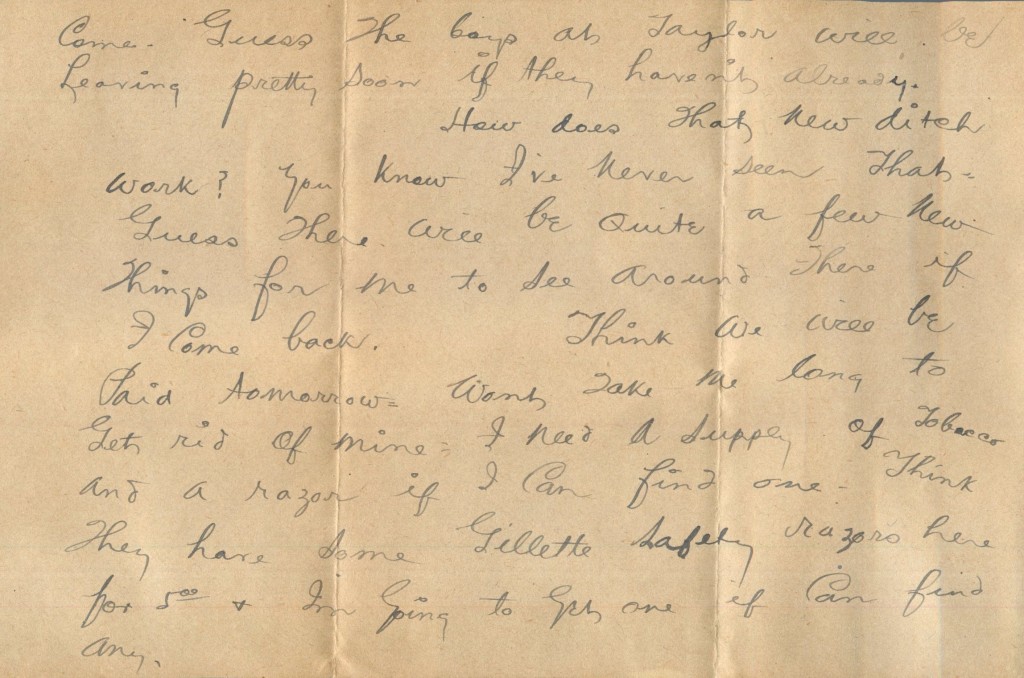 Come. Guess the boys at Taylor will be
Leaving pretty soon if they haven't already.
How does that new ditch
work? You know I've never seen that-
Guess there will be quite a few new
things for me to see around there if
I come back. Think we will be
Paid tomorrow= Wont take me long to
Get rid of mine= I need a supply of Tobacco
and a razor if I can find one- Think
They have some Gillette safety razors here
for 5.00 + Im going to get one if Can find
any.